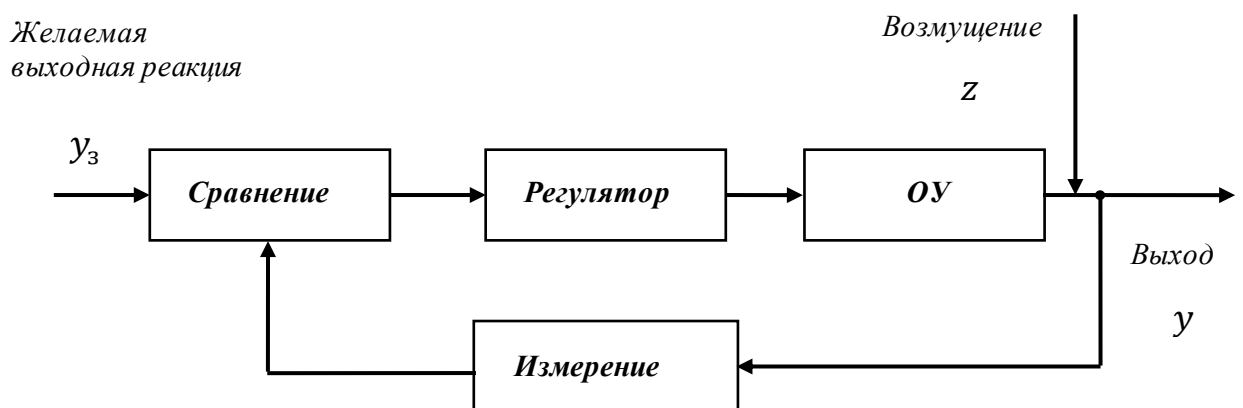 Желаемая
выходная реакция
Возмущение
z
yз
Сравнение
Регулятор
ОУ
Выход
y
Измерение